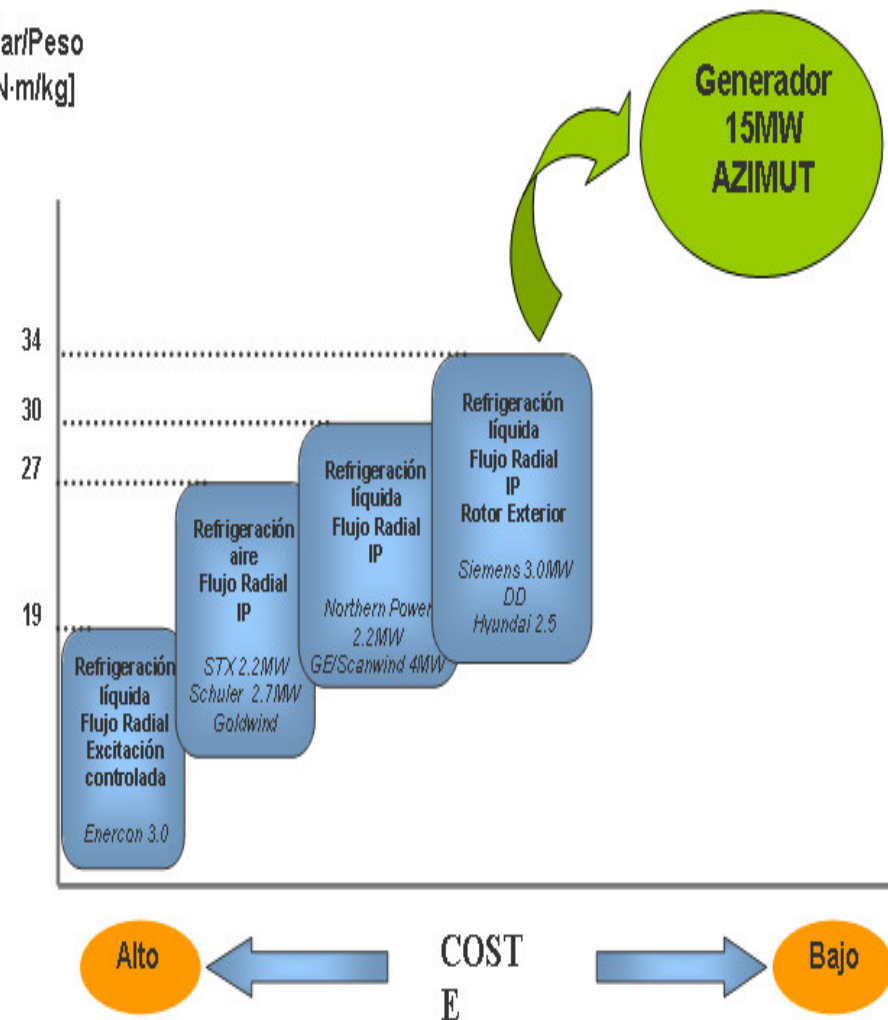 ar/Peso
N·m/kg]
Generador
15MW
AZIMUT
34
30
27
19
Refrigeración
líquida
Flujo Radial
IP
Rotor Exterior
Siemens 3.0MW
DD
Hyundai 2.5
Refrigeración
líquida
Flujo Radial
IP
Northern Power
2.2MW
GE/Scanwind 4MW
Refrigeración
aire
Flujo Radial
IP
STX 2.2MW
Schuler 2.7MW
Goldwind
Refrigeración
líquida
Flujo Radial
Excitación
controlada
Enercon 3.0
Alto
COST
E
Bajo